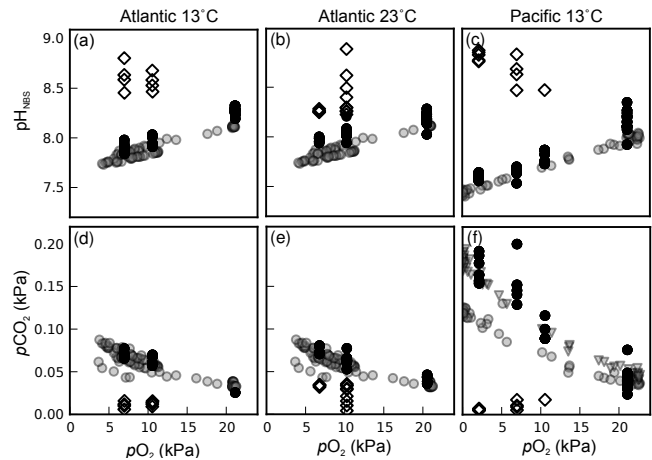 Atlantic 13˚C Atlantic 23˚C Pacific 13˚C
(a) (b) (c)
9.0
8.5
8.0
7.5
pH_NBS
(d) (e) (f)
0.20
0.15
0.10
0.05
0.00
pCO₂ (kPa)
0 5 10 15 20 0 5 10 15 20 0 5 10 15 20
pO₂ (kPa) pO₂ (kPa) pO₂ (kPa)